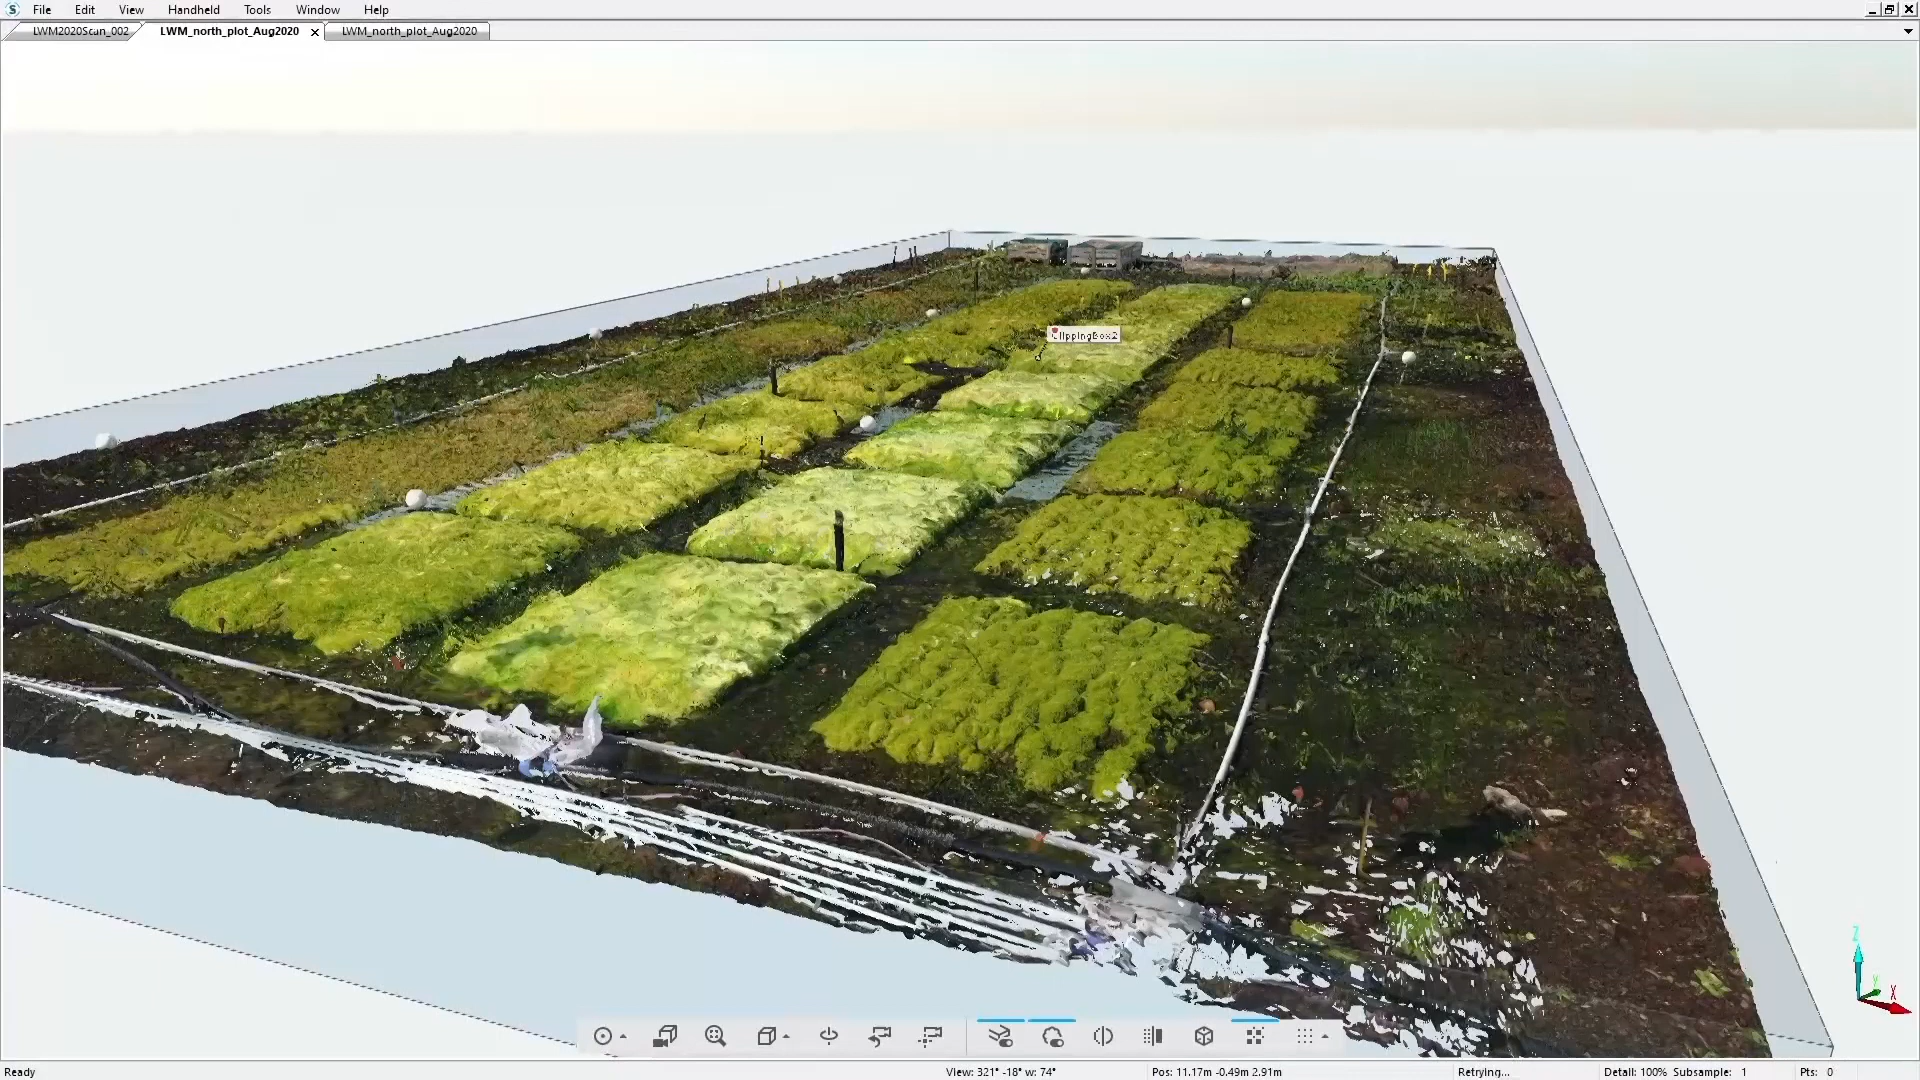 File Edit View Handheld Tools Window Help
LWM2020Scan_002 LWM_north_plot_Aug2020 LWM_north_plot_Aug2020
ClippingBox2
Z
Y
X
Ready View: 321° -18° w: 74° Pos: 11.17m -0.49m 2.91m Retrying... Detail: 100% Subsample: 1 Pts: 0